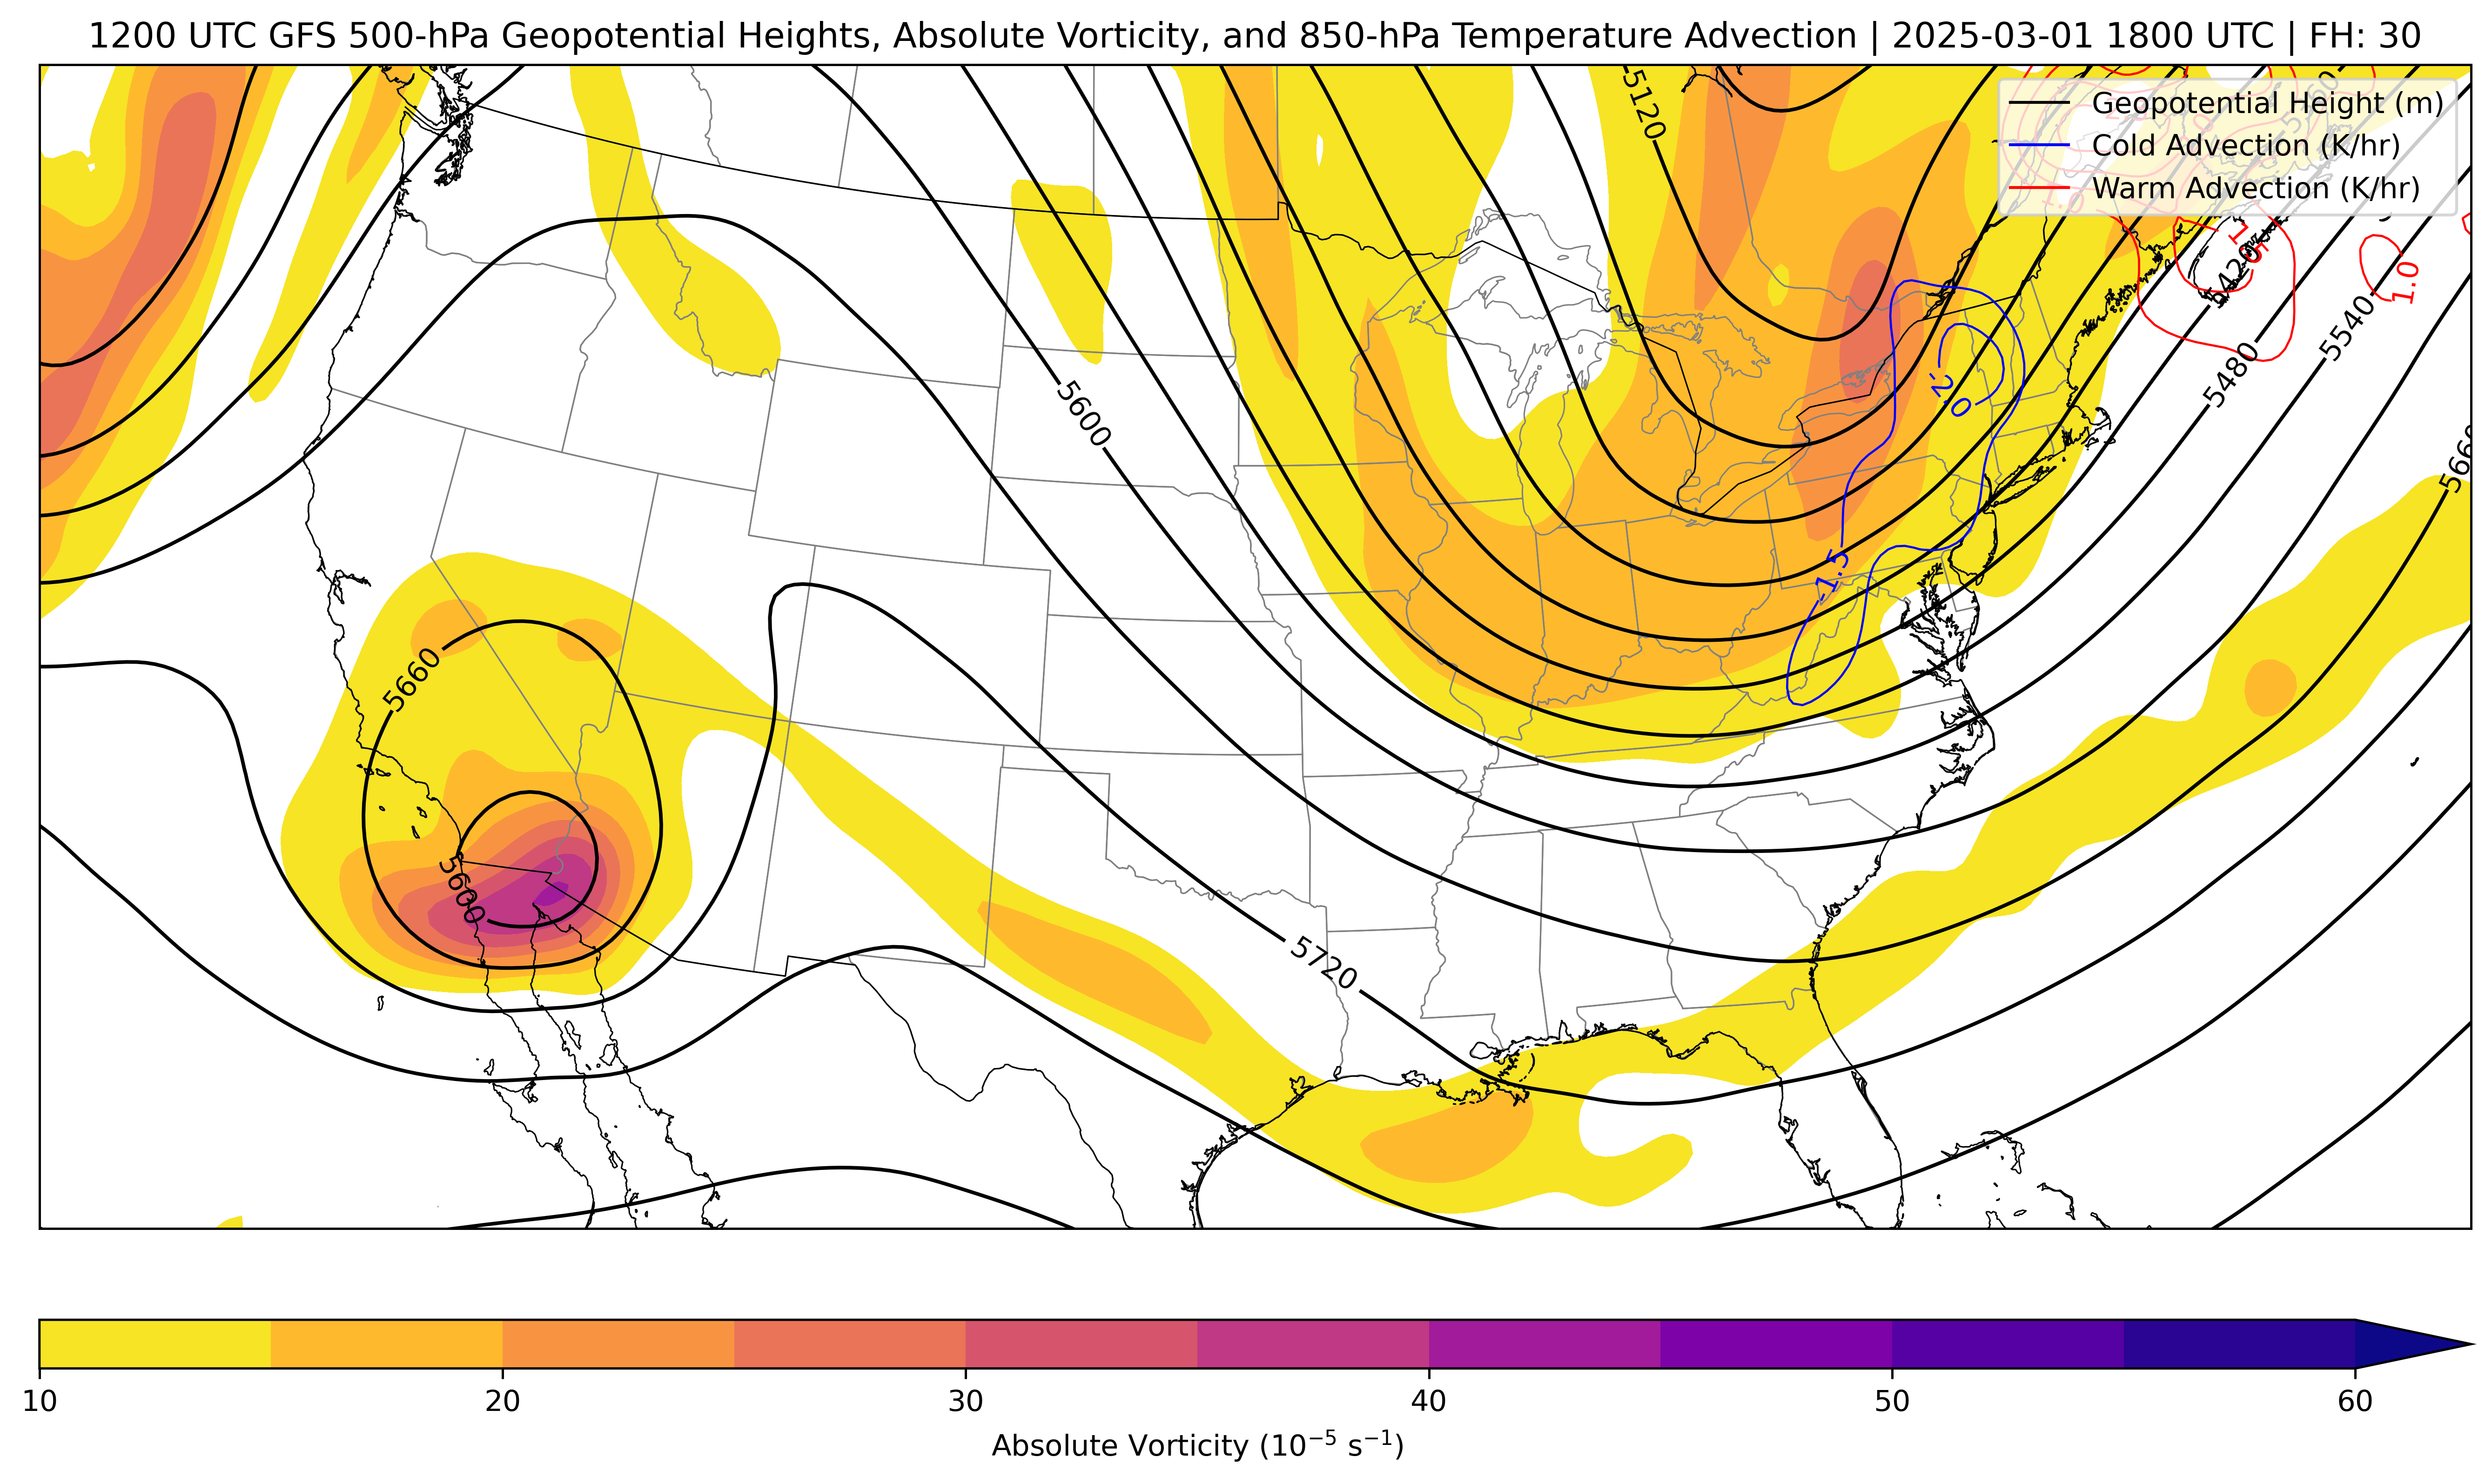 1200 UTC GFS 500-hPa Geopotential Heights, Absolute Vorticity, and 850-hPa Temperature Advection | 2025-03-01 1800 UTC | FH: 30
Geopotential Height (m)
Cold Advection (K/hr)
Warm Advection (K/hr)
5120
5420
1.5
1.0
5540
5480
5600
-2.0
-1.5
5660
5600
5720
10 20 30 40 50 60
Absolute Vorticity (10⁻⁵ s⁻¹)